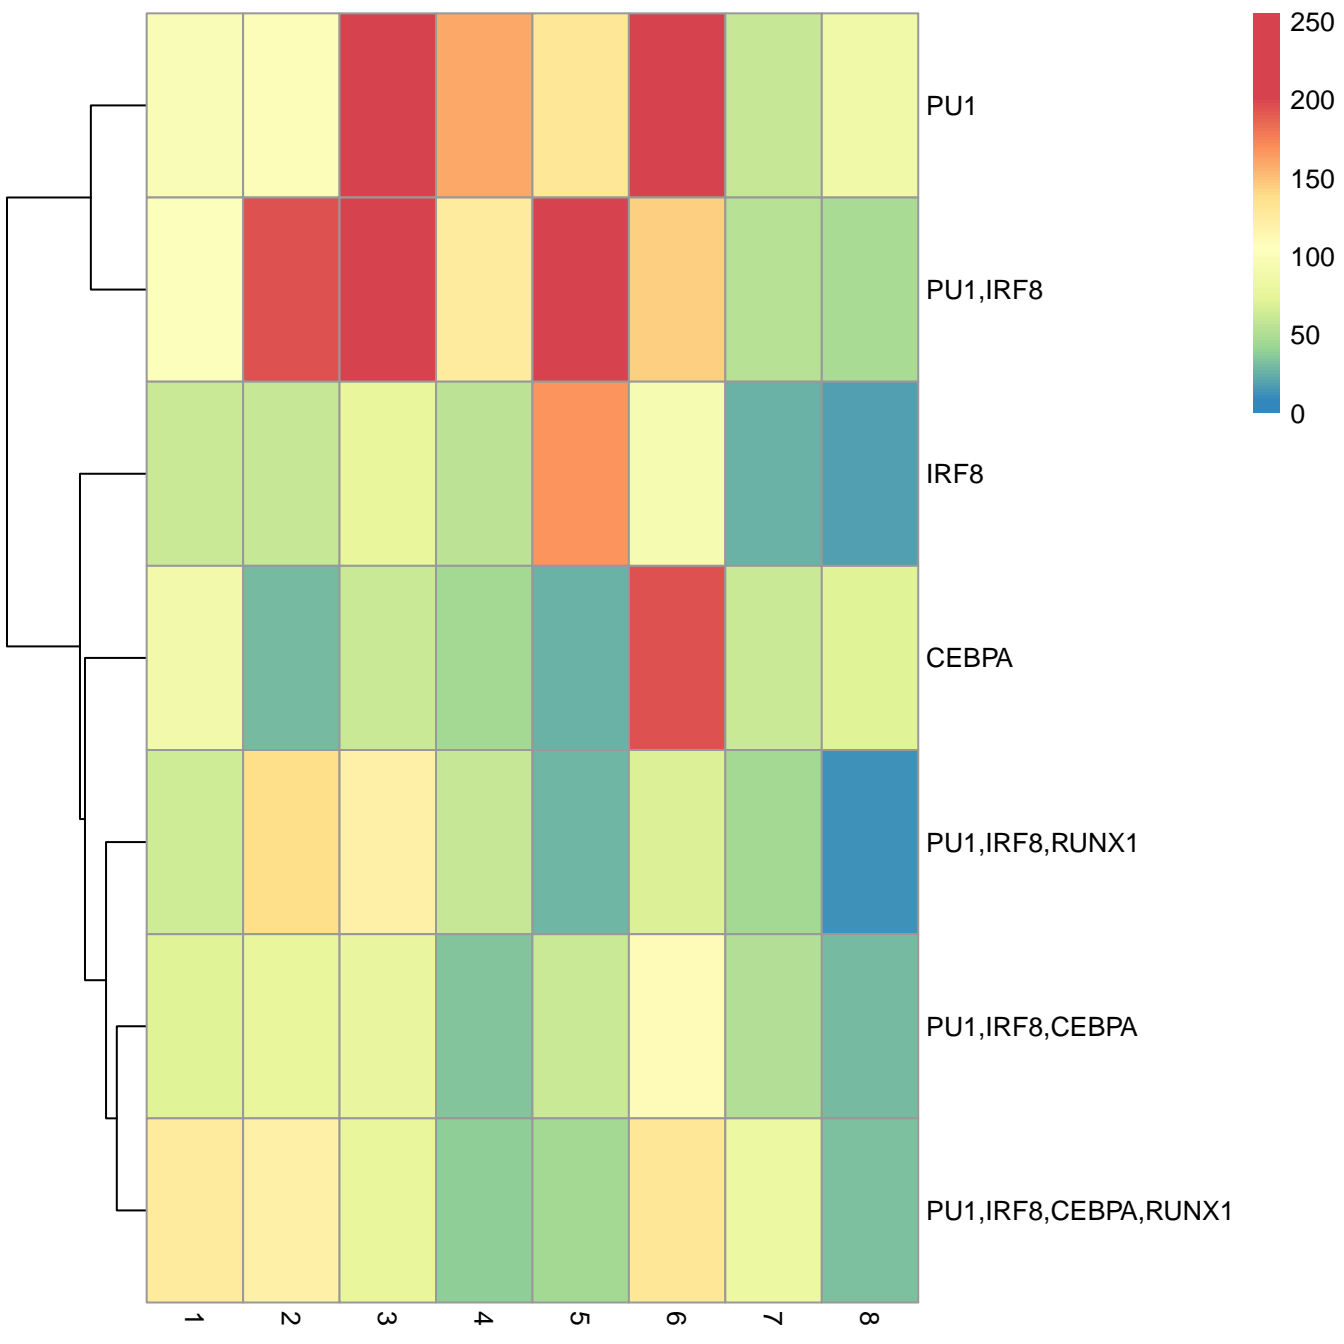 250
200
150
100
50
0
PU1
PU1,IRF8
IRF8
CEBPA
PU1,IRF8,RUNX1
PU1,IRF8,CEBPA
PU1,IRF8,CEBPA,RUNX1
1 2 3 4 5 6 7 8